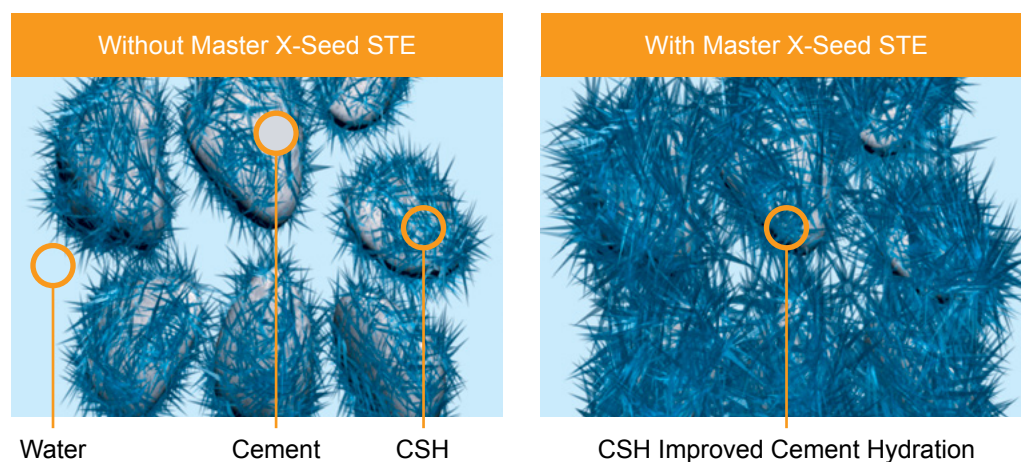 Without Master X-Seed STE
With Master X-Seed STE
Water
Cement
CSH
CSH Improved Cement Hydration